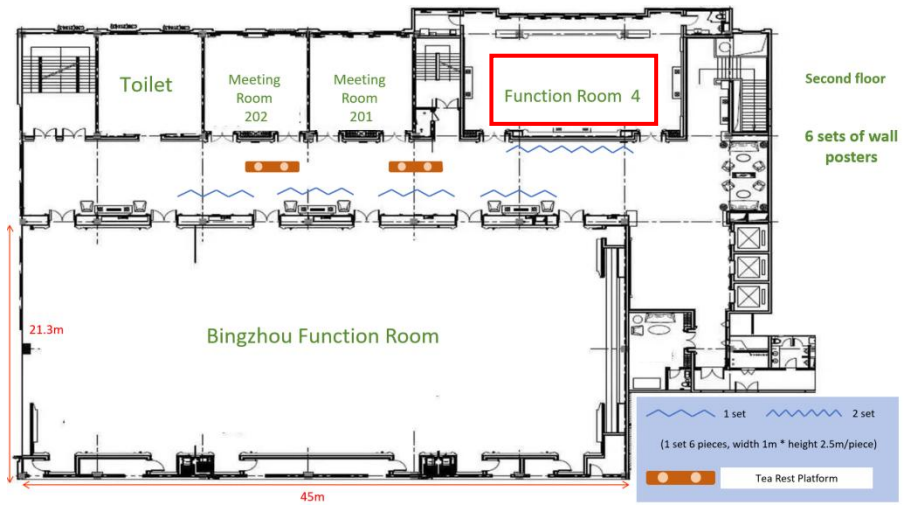 Toilet
Meeting
Room
202
Meeting
Room
201
Function Room 4
Second floor
6 sets of wall
posters
21.3m
Bingzhou Function Room
45m
1 set
2 set
(1 set 6 pieces, width 1m * height 2.5m/piece)
Tea Rest Platform